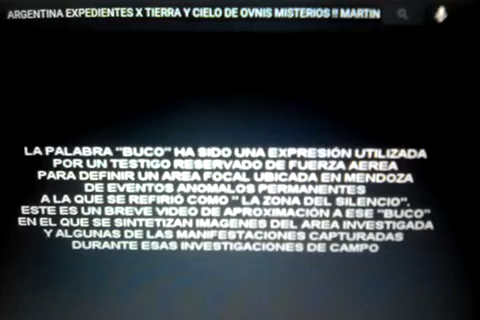 ARGENTINA EXPEDIENTES X TIERRA Y CIELO DE OVNIS MISTERIOS !! MARTIN
LA PALABRA "BUCO" HA SIDO UNA EXPRESIÓN UTILIZADA
POR UN TESTIGO RESERVADO DE FUERZA AEREA
PARA DEFINIR UN AREA FOCAL UBICADA EN MENDOZA
DE EVENTOS ANOMALOS PERMANENTES
A LA QUE SE REFIRIÓ COMO " LA ZONA DEL SILENCIO".
ESTE ES UN BREVE VIDEO DE APROXIMACIÓN A ESE "BUCO"
EN EL QUE SE SINTETIZAN IMAGENES DEL AREA INVESTIGADA
Y ALGUNAS DE LAS MANIFESTACIONES CAPTURADAS
DURANTE ESAS INVESTIGACIONES DE CAMPO